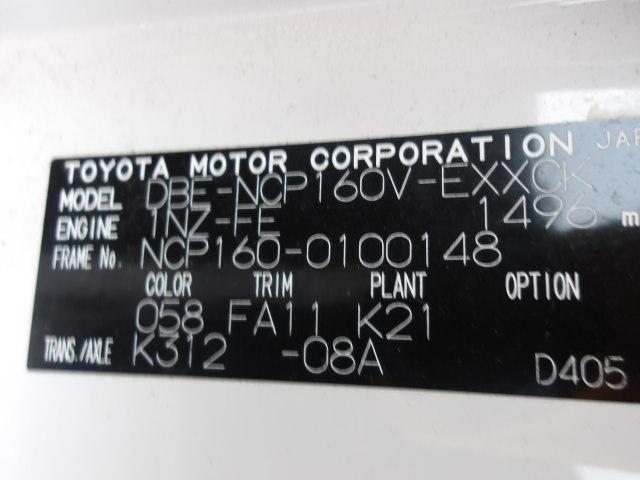 TOYOTA MOTOR CORPORATION JAP
MODEL DBE-NCP160V-EXXCK
ENGINE 1NZ-FE 1496 m
FRAME No. NCP160-0100148
COLOR TRIM PLANT OPTION
058 FA11 K21
TRANS./AXLE K312 -08A D405